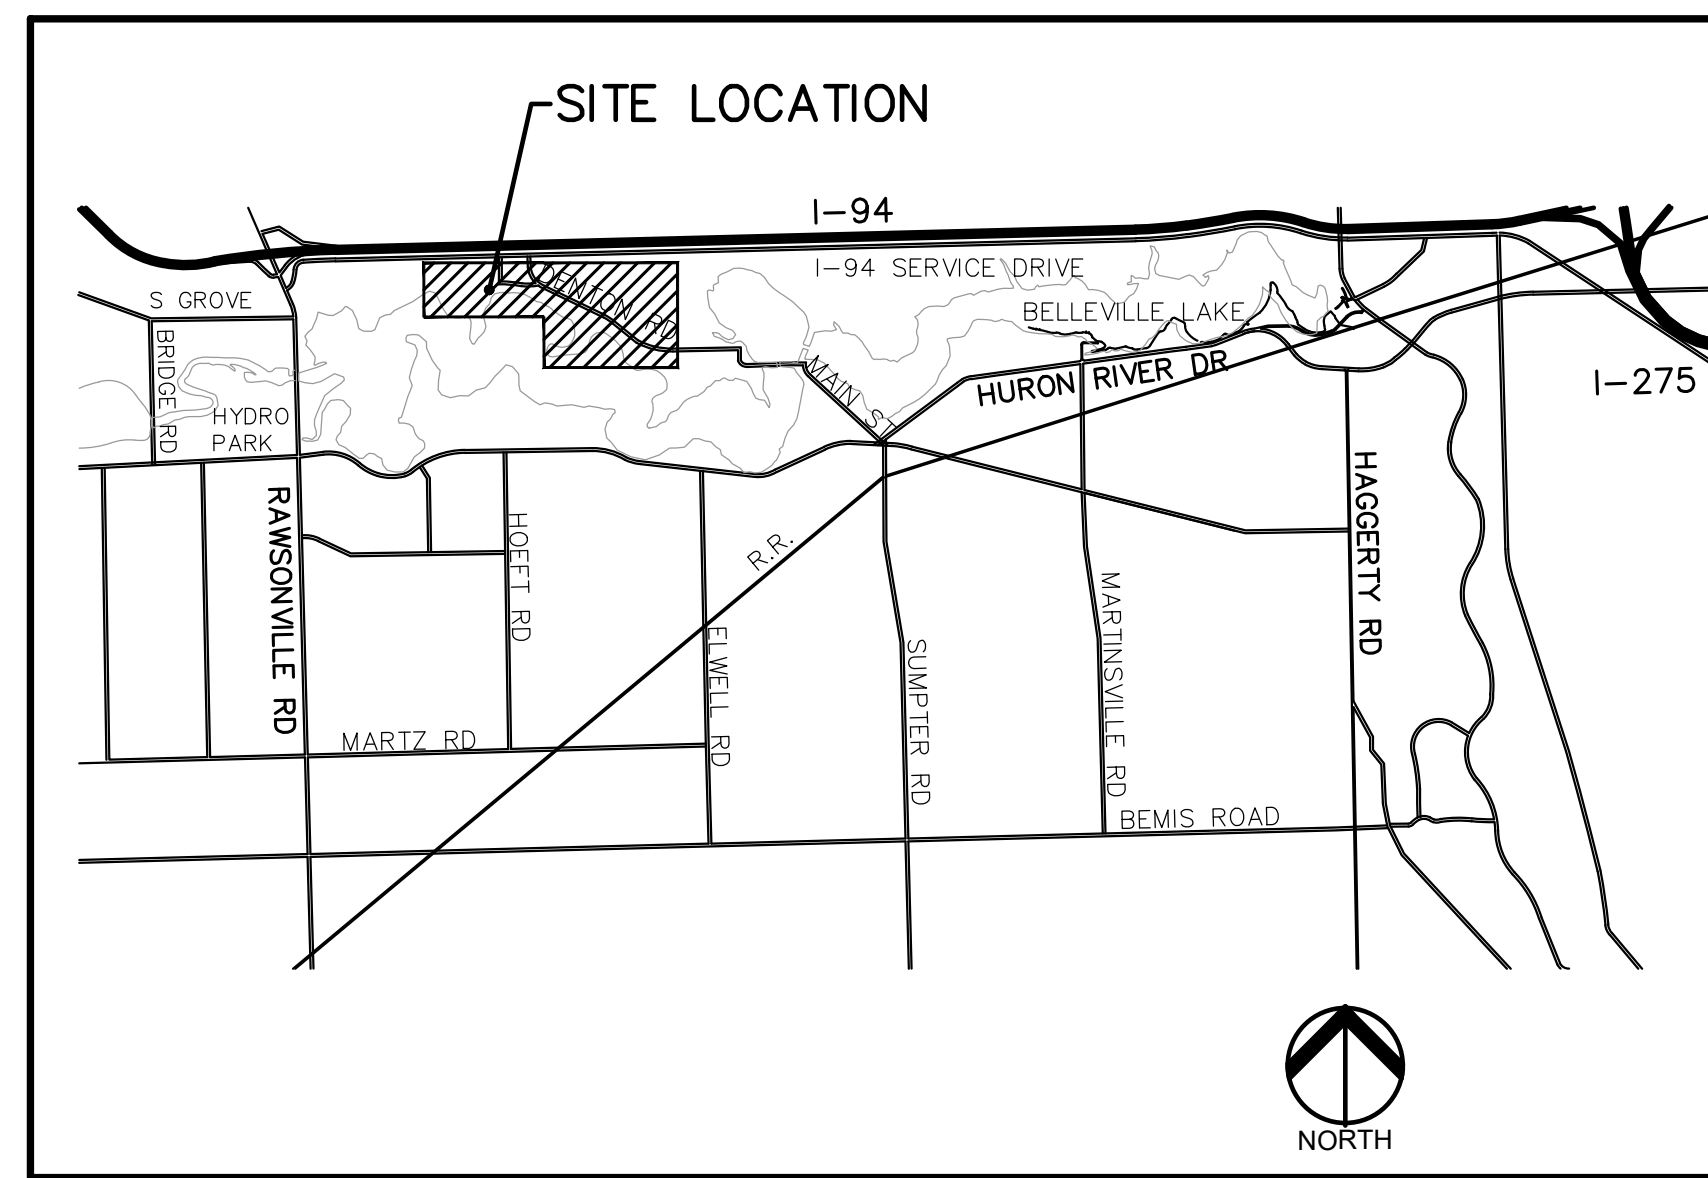 SITE LOCATION
I-94
I-94 SERVICE DRIVE
S GROVE
DENTON RD
BELLEVILLE LAKE
BRIDGE RD
MAIN ST
HURON RIVER DR
I-275
HYDRO
PARK
RAWSONVILLE RD
HOEFT RD
R.R.
HAGGERTY RD
ELWELL RD
SUMPTER RD
MARTINSVILLE RD
MARTZ RD
BEMIS ROAD
NORTH